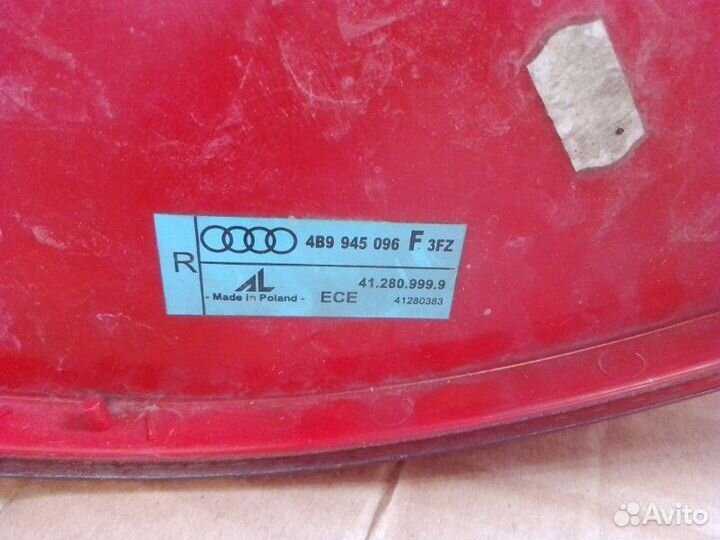 R
4B9 945 096 F 3FZ
AL
41.280.999.9
- Made in Poland - ECE 41280383
Avito